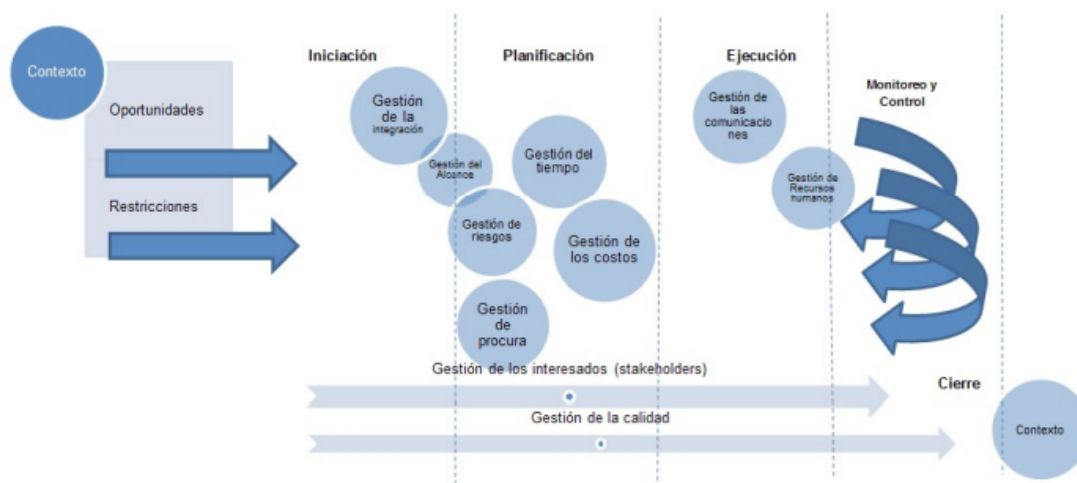 Contexto
Oportunidades
Restricciones
Iniciación
Planificación
Ejecución
Monitoreo y
Control
Gestión
de la
integración
Gestión del
Alcance
Gestión del
tiempo
Gestión de
riesgos
Gestión de
los costos
Gestión
de
procura
Gestión de
las
comunicacio
nes
Gestión de
Recursos
humanos
Gestión de los interesados (stakeholders)
Gestión de la calidad
Cierre
Contexto